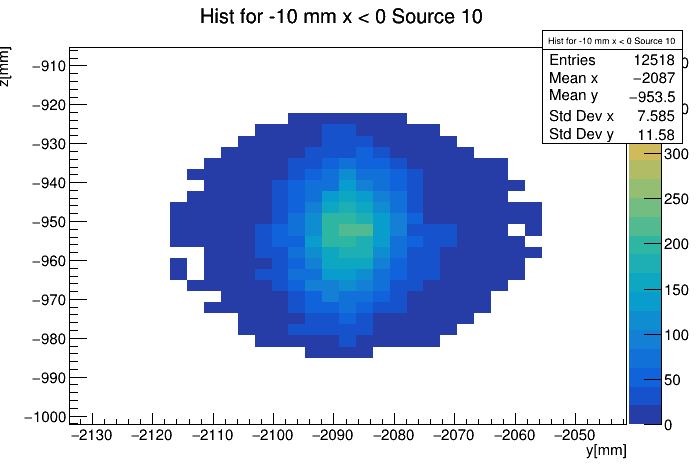 Hist for -10 mm x < 0 Source 10
Hist for -10 mm x < 0 Source 10
Entries 12518
Mean x −2087
Mean y −953.5
Std Dev x 7.585
Std Dev y 11.58
z[mm]
−910
−920
−930
−940
−950
−960
−970
−980
−990
−1000
−2130 −2120 −2110 −2100 −2090 −2080 −2070 −2060 −2050
y[mm]
300
250
200
150
100
50
0